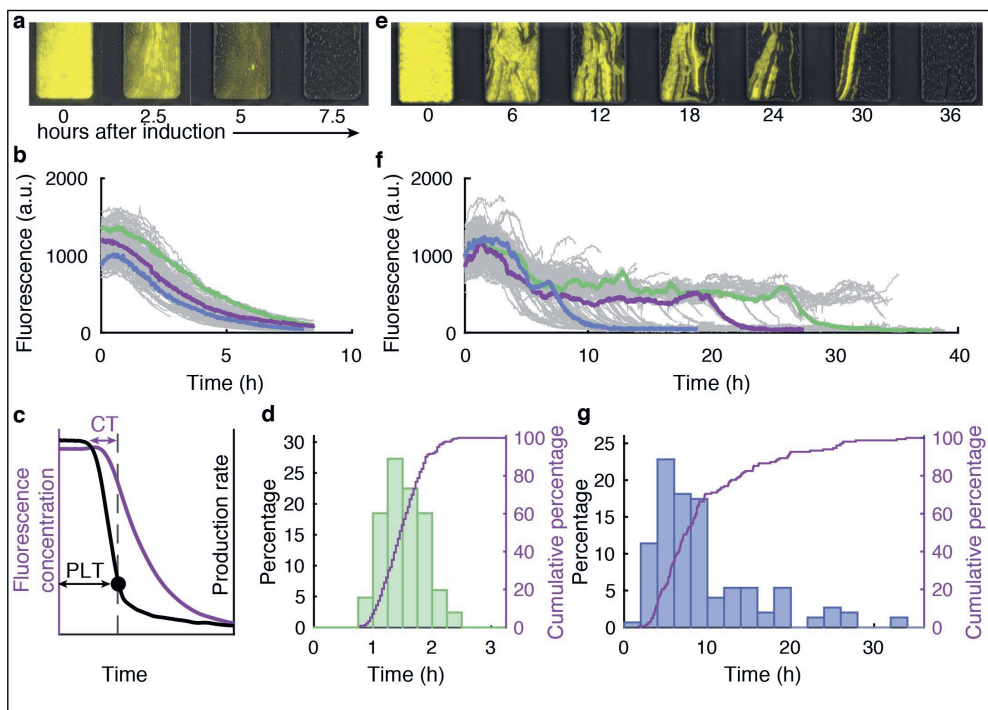 a
0 2.5 5 7.5
hours after induction
e
0 6 12 18 24 30 36
b
Fluorescence (a.u.)
2000
1000
0
0 5 10
Time (h)
f
Fluorescence (a.u.)
2000
1000
0
0 10 20 30 40
Time (h)
c
Fluorescence
concentration
CT
PLT
Production rate
Time
d
Percentage
30
25
20
15
10
5
0
0 1 2 3
Time (h)
100
80
60
40
20
0
Cumulative percentage
g
Percentage
25
20
15
10
5
0
0 10 20 30
Time (h)
100
80
60
40
20
0
Cumulative percentage